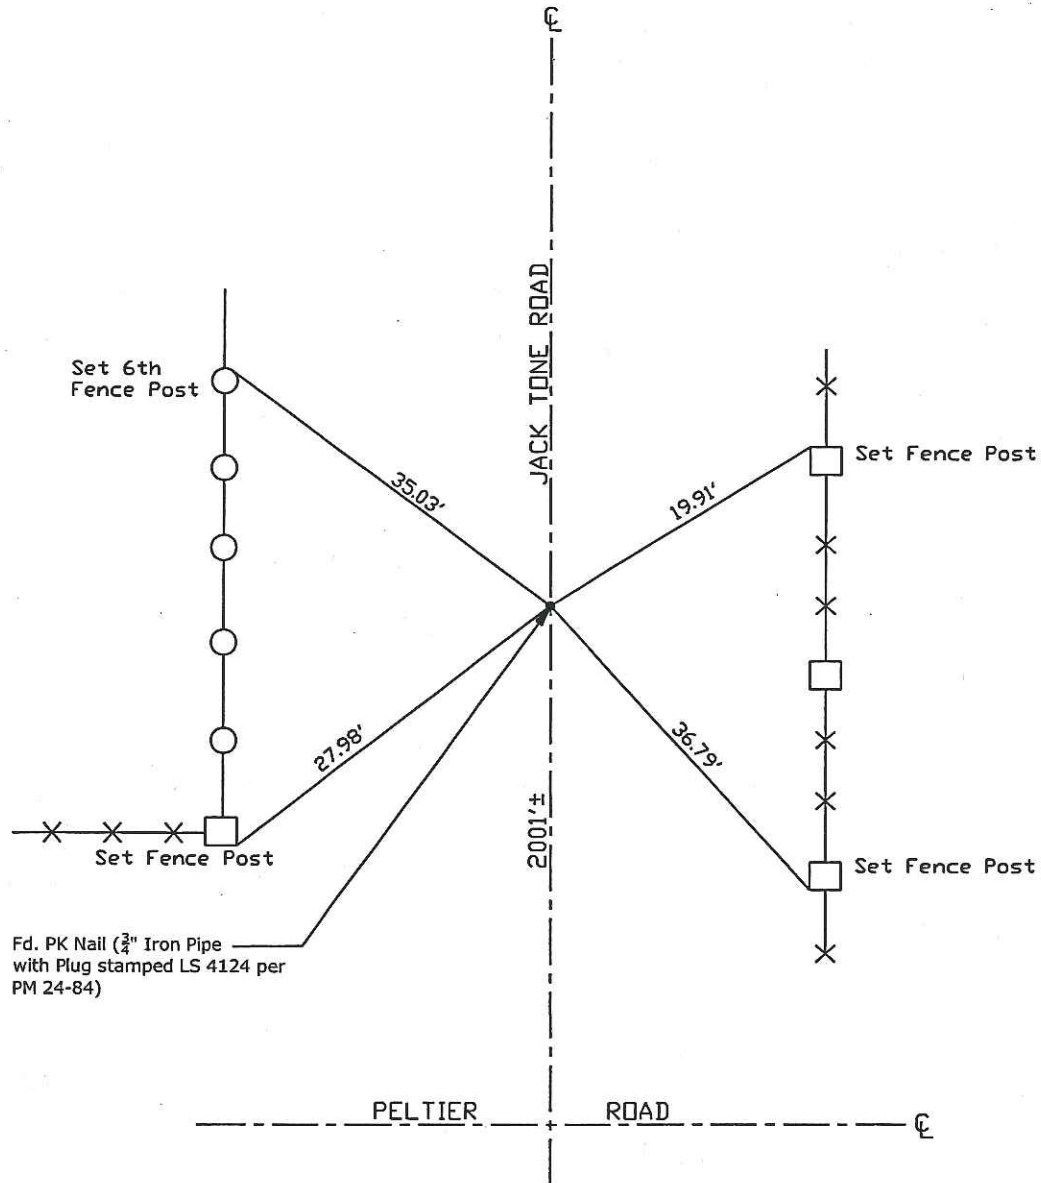 ℄
JACK TONE ROAD
Set 6th
Fence Post
Set Fence Post
35.03'
19.91'
27.98'
36.79'
2001'±
Set Fence Post
Set Fence Post
Fd. PK Nail (¾" Iron Pipe
with Plug stamped LS 4124 per
PM 24-84)
PELTIER ROAD
℄